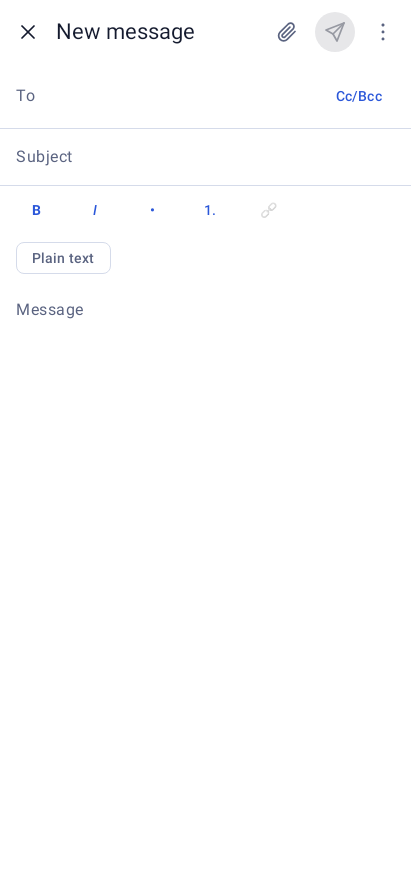 New message
To Cc/Bcc
Subject
B I • 1.
Plain text
Message